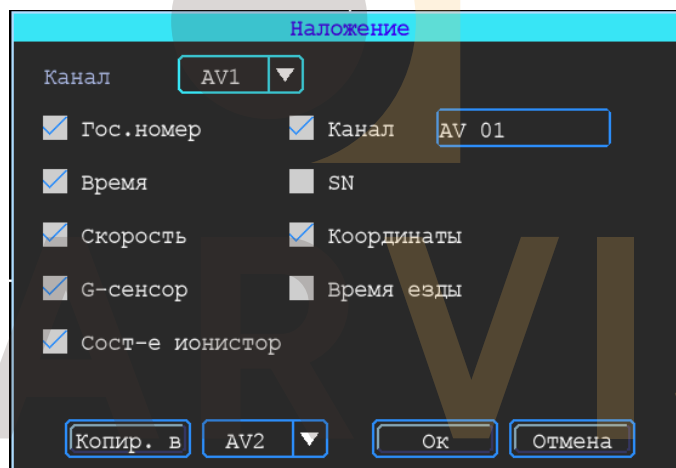 Наложение
Канал AV1
Гос.номер Канал AV 01
Время SN
Скорость Координаты
G-сенсор Время езды
Сост-е ионистор
Копир. в AV2 Ок Отмена
ARVI